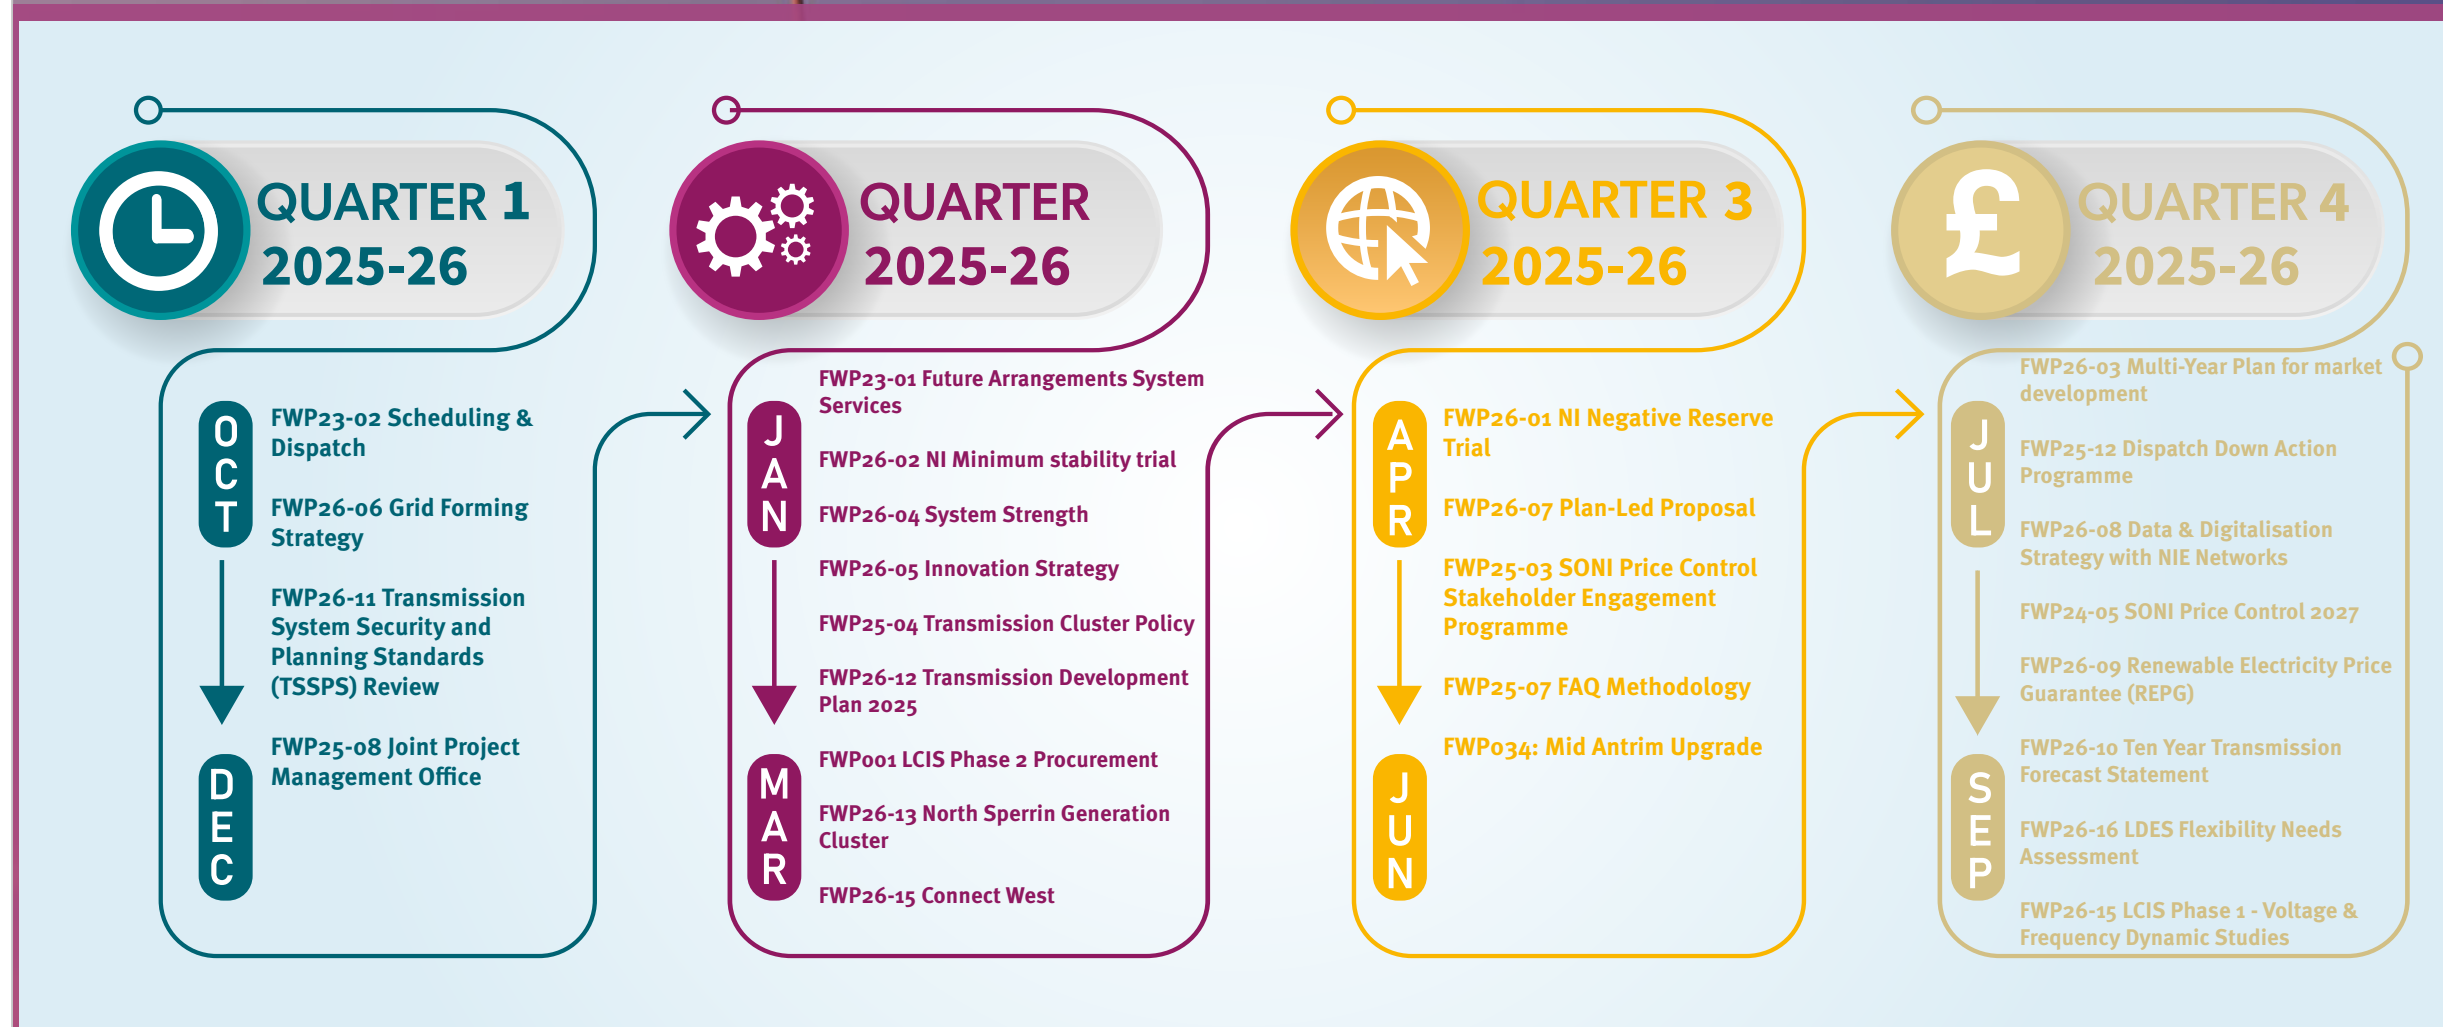 QUARTER 1
2025-26
OCT
DEC
FWP23-02 Scheduling &
Dispatch
FWP26-06 Grid Forming
Strategy
FWP26-11 Transmission
System Security and
Planning Standards
(TSSPS) Review
FWP25-08 Joint Project
Management Office
QUARTER
2025-26
JAN
MAR
FWP23-01 Future Arrangements System
Services
FWP26-02 NI Minimum stability trial
FWP26-04 System Strength
FWP26-05 Innovation Strategy
FWP25-04 Transmission Cluster Policy
FWP26-12 Transmission Development
Plan 2025
FWP001 LCIS Phase 2 Procurement
FWP26-13 North Sperrin Generation
Cluster
FWP26-15 Connect West
QUARTER 3
2025-26
APR
JUN
FWP26-01 NI Negative Reserve
Trial
FWP26-07 Plan-Led Proposal
FWP25-03 SONI Price Control
Stakeholder Engagement
Programme
FWP25-07 FAQ Methodology
FWP034: Mid Antrim Upgrade
QUARTER 4
2025-26
JUL
SEP
FWP26-03 Multi-Year Plan for market
development
FWP25-12 Dispatch Down Action
Programme
FWP26-08 Data & Digitalisation
Strategy with NIE Networks
FWP24-05 SONI Price Control 2027
FWP26-09 Renewable Electricity Price
Guarantee (REPG)
FWP26-10 Ten Year Transmission
Forecast Statement
FWP26-16 LDES Flexibility Needs
Assessment
FWP26-15 LCIS Phase 1 - Voltage &
Frequency Dynamic Studies